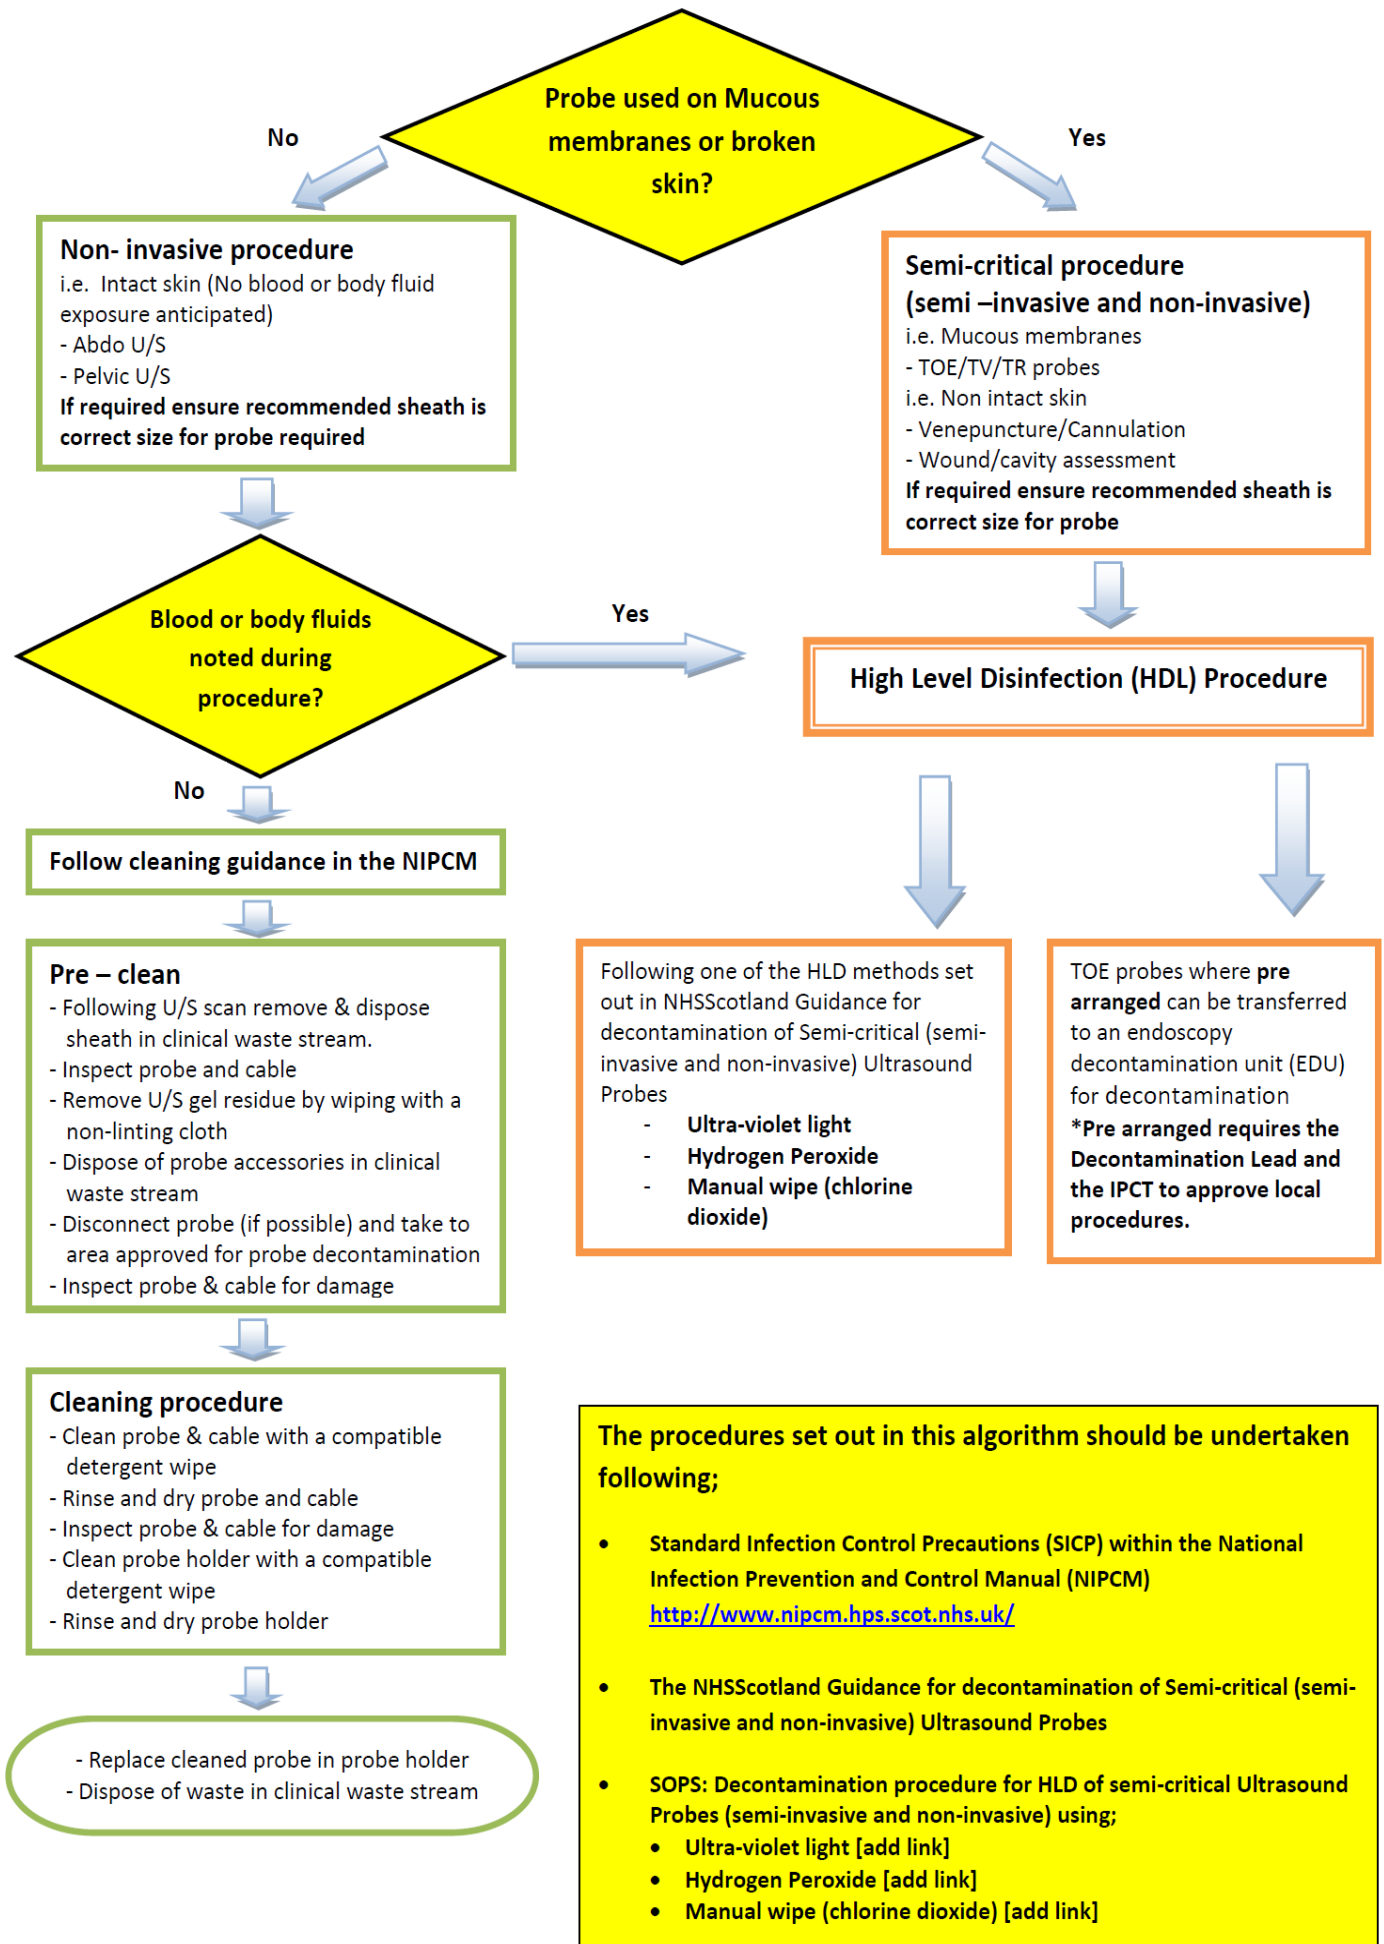 Probe used on Mucous
membranes or broken
skin?
No
Yes
Non- invasive procedure
i.e.  Intact skin (No blood or body fluid
exposure anticipated)
- Abdo U/S
- Pelvic U/S
If required ensure recommended sheath is
correct size for probe required
Semi-critical procedure
(semi –invasive and non-invasive)
i.e. Mucous membranes
- TOE/TV/TR probes
i.e. Non intact skin
- Venepuncture/Cannulation
- Wound/cavity assessment
If required ensure recommended sheath is
correct size for probe
Blood or body fluids
noted during
procedure?
Yes
High Level Disinfection (HDL) Procedure
No
Follow cleaning guidance in the NIPCM
Pre – clean
- Following U/S scan remove & dispose
sheath in clinical waste stream.
- Inspect probe and cable
- Remove U/S gel residue by wiping with a
non-linting cloth
- Dispose of probe accessories in clinical
waste stream
- Disconnect probe (if possible) and take to
area approved for probe decontamination
- Inspect probe & cable for damage
Following one of the HLD methods set
out in NHSScotland Guidance for
decontamination of Semi-critical (semi-
invasive and non-invasive) Ultrasound
Probes
- Ultra-violet light
- Hydrogen Peroxide
- Manual wipe (chlorine
dioxide)
TOE probes where pre
arranged can be transferred
to an endoscopy
decontamination unit (EDU)
for decontamination
*Pre arranged requires the
Decontamination Lead and
the IPCT to approve local
procedures.
Cleaning procedure
- Clean probe & cable with a compatible
detergent wipe
- Rinse and dry probe and cable
- Inspect probe & cable for damage
- Clean probe holder with a compatible
detergent wipe
- Rinse and dry probe holder
- Replace cleaned probe in probe holder
- Dispose of waste in clinical waste stream
The procedures set out in this algorithm should be undertaken
following;
• Standard Infection Control Precautions (SICP) within the National
Infection Prevention and Control Manual (NIPCM)
http://www.nipcm.hps.scot.nhs.uk/
• The NHSScotland Guidance for decontamination of Semi-critical (semi-
invasive and non-invasive) Ultrasound Probes
• SOPS: Decontamination procedure for HLD of semi-critical Ultrasound
Probes (semi-invasive and non-invasive) using;
• Ultra-violet light [add link]
• Hydrogen Peroxide [add link]
• Manual wipe (chlorine dioxide) [add link]